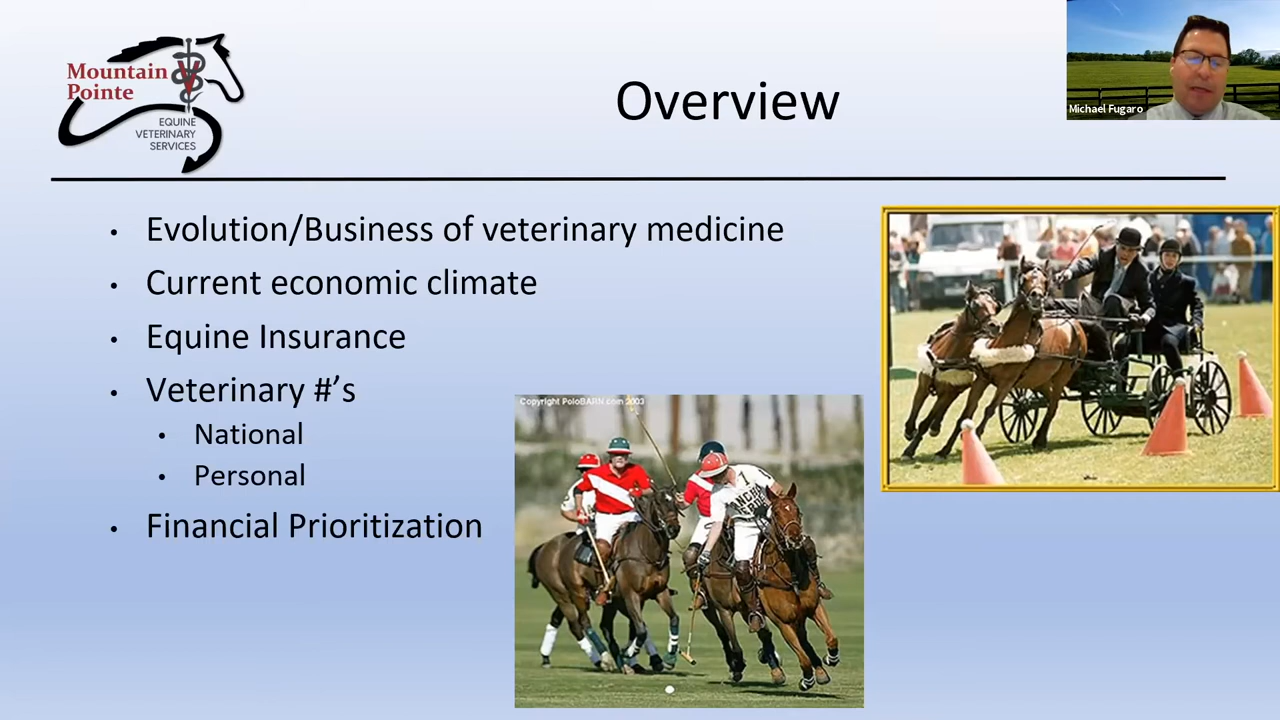 Mountain
Pointe
EQUINE
VETERINARY
SERVICES
Overview
Michael Fugaro
• Evolution/Business of veterinary medicine
• Current economic climate
• Equine Insurance
• Veterinary #’s
• National
• Personal
• Financial Prioritization
Copyright PoloBARN.com 2003
7